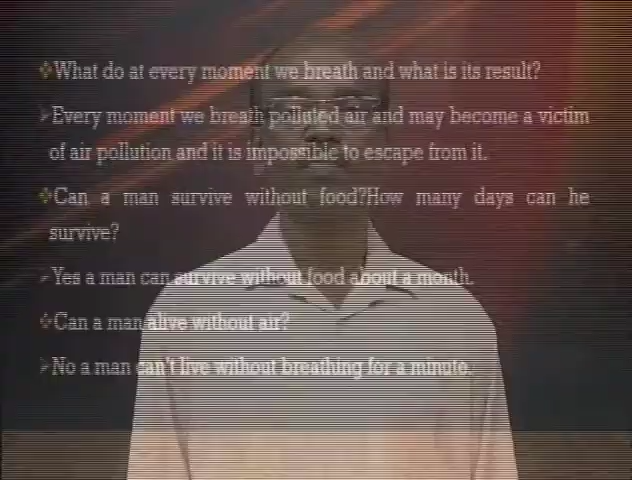 What do at every moment we breath and what is its result?
Every moment we breath polluted air and may become a victim
of air pollution and it is impossible to escape from it.
Can a man survive without food?How many days can he
survive?
Yes a man can survive without food about a month.
Can a man alive without air?
No a man can't live without breathing for a minute.